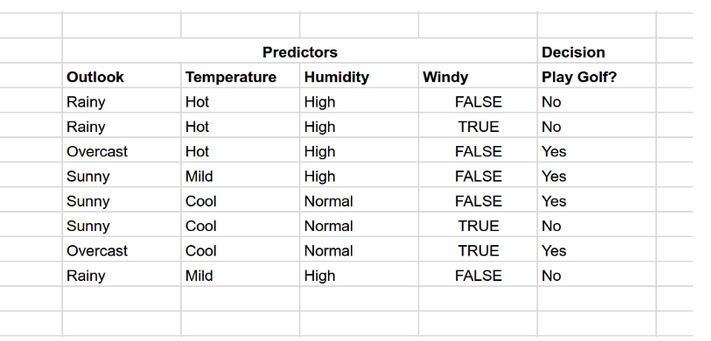 Predictors Decision
Outlook Temperature Humidity Windy Play Golf?
Rainy Hot High FALSE No
Rainy Hot High TRUE No
Overcast Hot High FALSE Yes
Sunny Mild High FALSE Yes
Sunny Cool Normal FALSE Yes
Sunny Cool Normal TRUE No
Overcast Cool Normal TRUE Yes
Rainy Mild High FALSE No